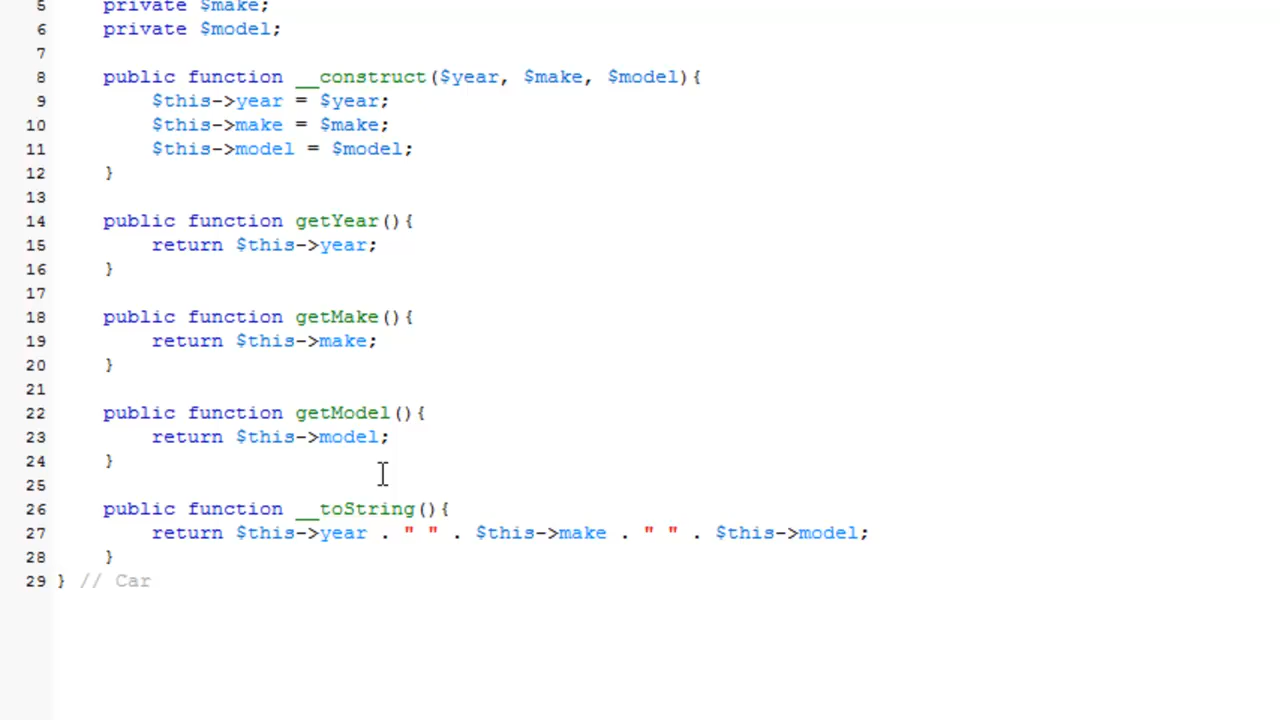 5 private $make;
6 private $model;
7
8 public function __construct($year, $make, $model){
9 $this->year = $year;
10 $this->make = $make;
11 $this->model = $model;
12 }
13
14 public function getYear(){
15 return $this->year;
16 }
17
18 public function getMake(){
19 return $this->make;
20 }
21
22 public function getModel(){
23 return $this->model;
24 }
25
26 public function __toString(){
27 return $this->year . " " . $this->make . " " . $this->model;
28 }
29 } // Car